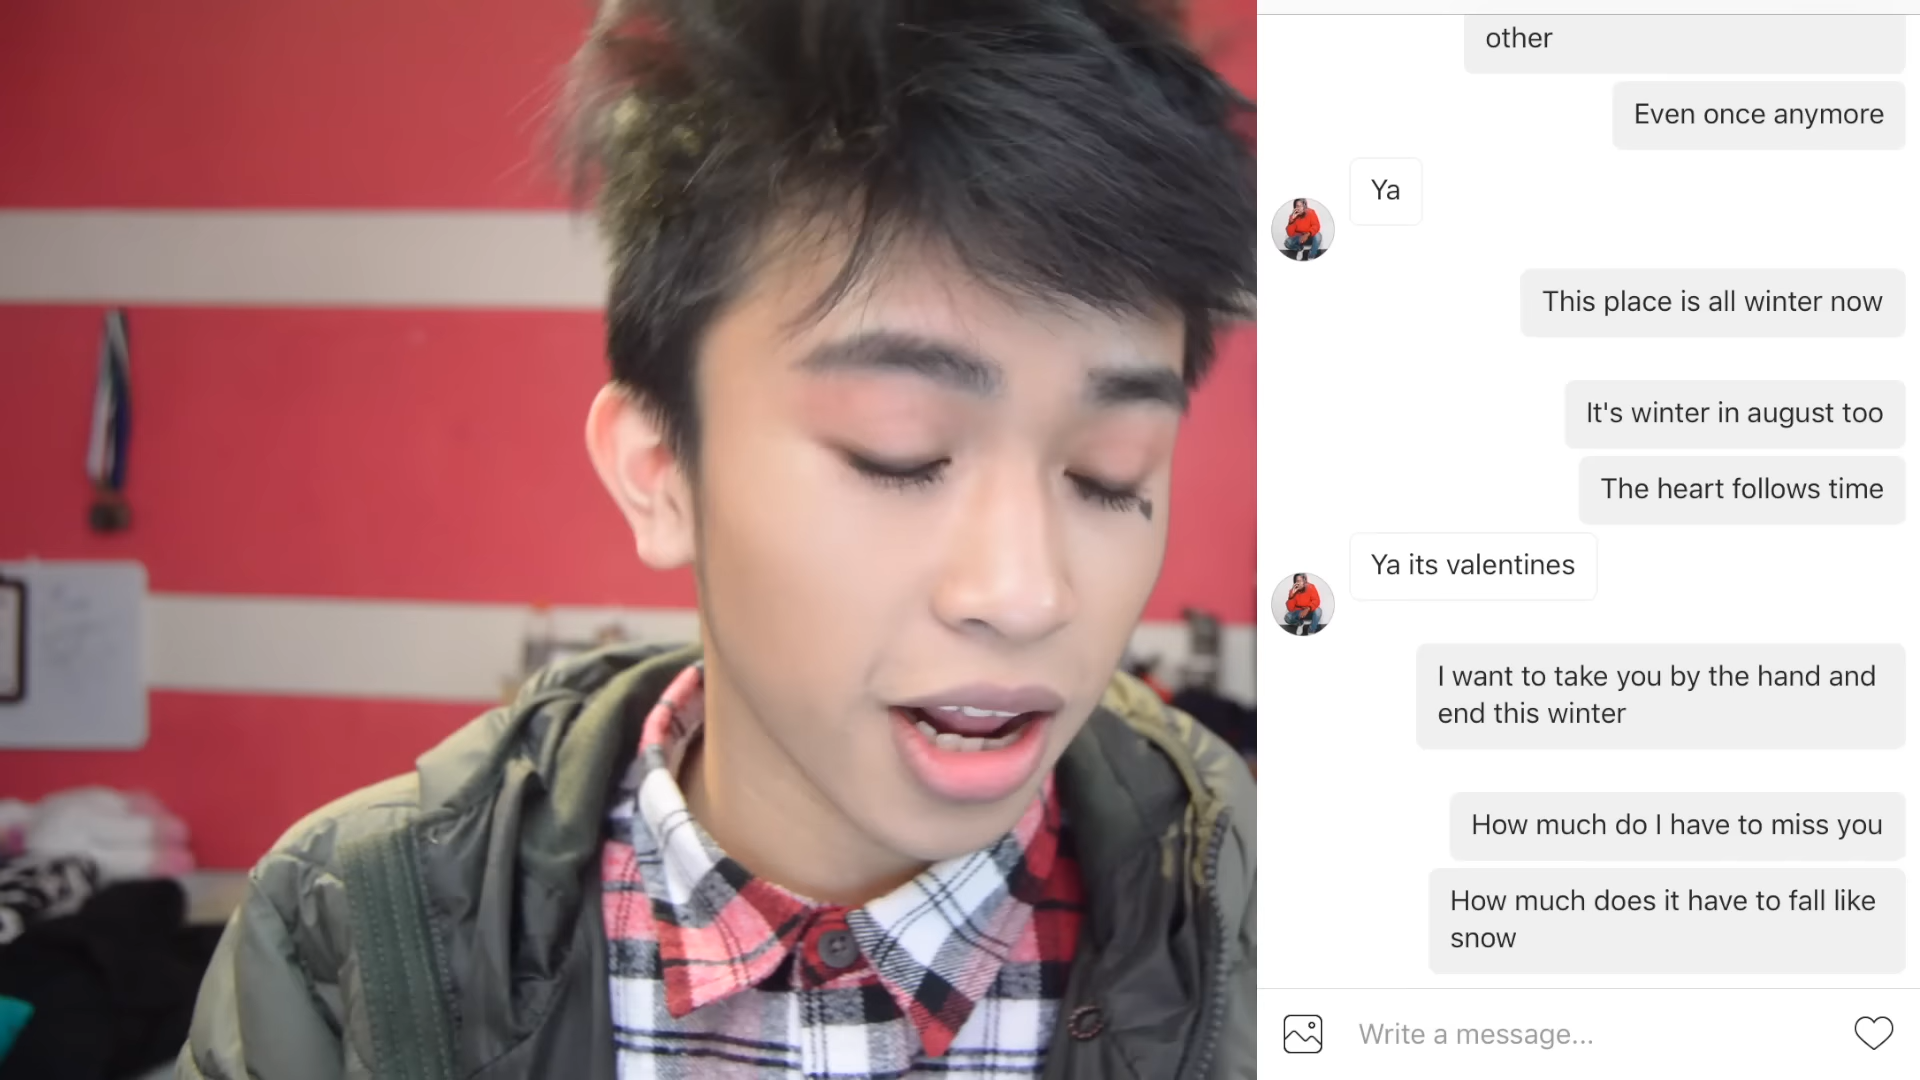 other
Even once anymore
Ya
This place is all winter now
It's winter in august too
The heart follows time
Ya its valentines
I want to take you by the hand and
end this winter
How much do I have to miss you
How much does it have to fall like
snow
Write a message...